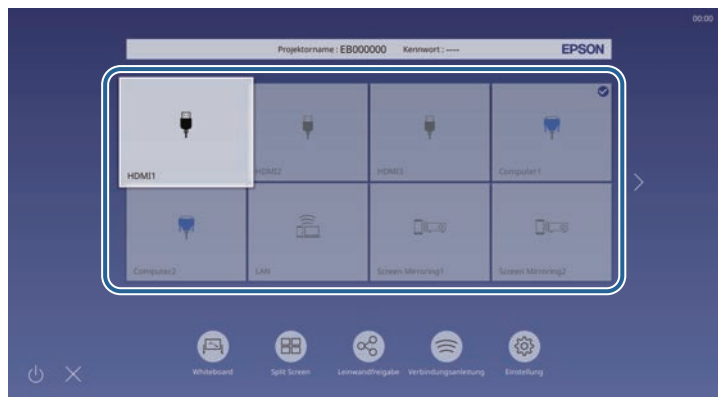 00:00
Projektorname : EB000000 Kennwort : ---- EPSON
HDMI1 HDMI2 HDMI3 Computer1
Computer2 LAN Screen Mirroring1 Screen Mirroring2
Whiteboard Split Screen Leinwandfreigabe Verbindungsanleitung Einstellung